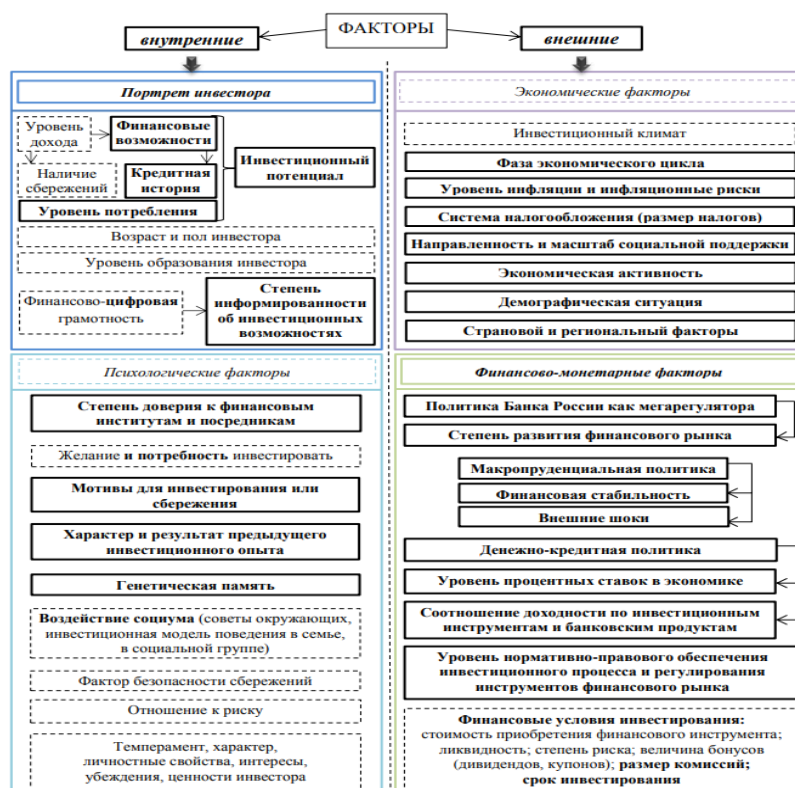 ФАКТОРЫ
внутренние
внешние
Портрет инвестора
Уровень
дохода
Финансовые
возможности
Наличие
сбережений
Кредитная
история
Инвестиционный
потенциал
Уровень потребления
Возраст и пол инвестора
Уровень образования инвестора
Финансово-цифровая
грамотность
Степень
информированности
об инвестиционных
возможностях
Экономические факторы
Инвестиционный климат
Фаза экономического цикла
Уровень инфляции и инфляционные риски
Система налогообложения (размер налогов)
Направленность и масштаб социальной поддержки
Экономическая активность
Демографическая ситуация
Страновой и региональный факторы
Психологические факторы
Степень доверия к финансовым
институтам и посредникам
Желание и потребность инвестировать
Мотивы для инвестирования или
сбережения
Характер и результат предыдущего
инвестиционного опыта
Генетическая память
Воздействие социума (советы окружающих,
инвестиционная модель поведения в семье,
в социальной группе)
Фактор безопасности сбережений
Отношение к риску
Темперамент, характер,
личностные свойства, интересы,
убеждения, ценности инвестора
Финансово-монетарные факторы
Политика Банка России как мегарегулятора
Степень развития финансового рынка
Макропруденциальная политика
Финансовая стабильность
Внешние шоки
Денежно-кредитная политика
Уровень процентных ставок в экономике
Соотношение доходности по инвестиционным
инструментам и банковским продуктам
Уровень нормативно-правового обеспечения
инвестиционного процесса и регулирования
инструментов финансового рынка
Финансовые условия инвестирования:
стоимость приобретения финансового инструмента;
ликвидность; степень риска; величина бонусов
(дивидендов, купонов); размер комиссий;
срок инвестирования